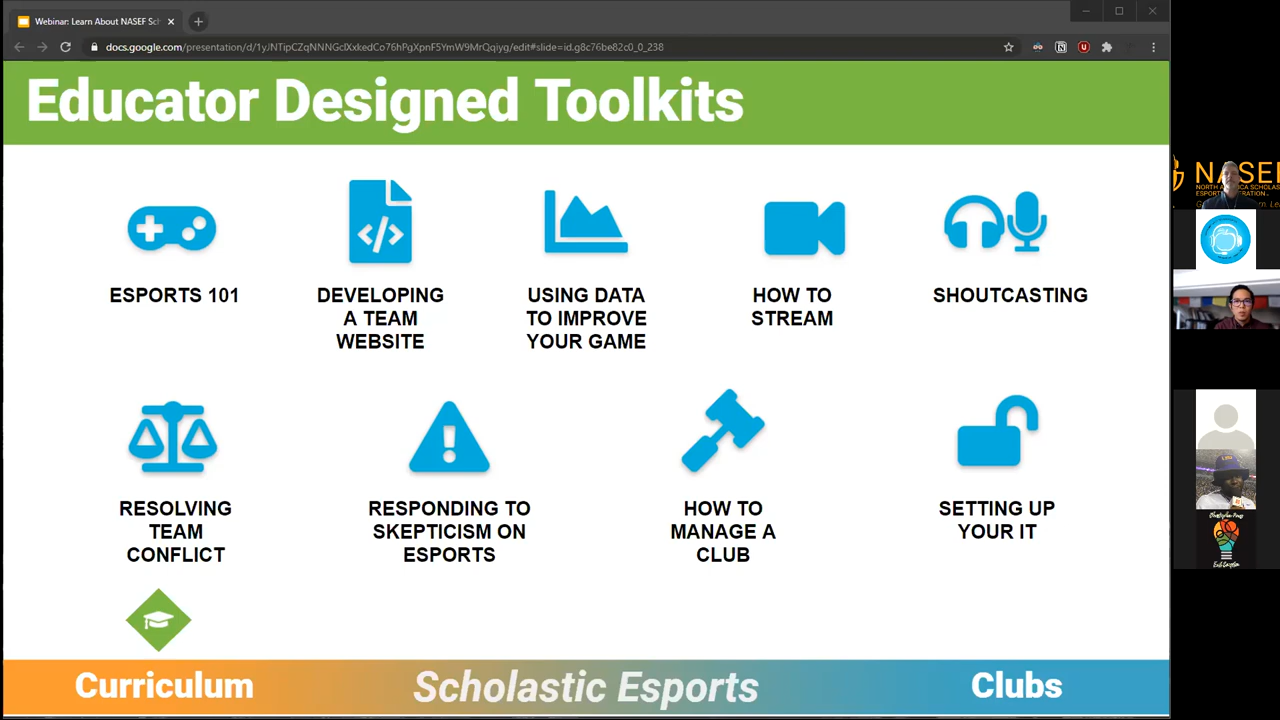 Webinar: Learn About NASEF Sch
docs.google.com/presentation/d/1yJNTipCZqNNNGclXxkedCo76hPgXpnF5YmW9MrQqiyg/edit#slide=id.g8c76be82c0_0_238
Educator Designed Toolkits
ESPORTS 101
DEVELOPING
A TEAM
WEBSITE
USING DATA
TO IMPROVE
YOUR GAME
HOW TO
STREAM
SHOUTCASTING
RESOLVING
TEAM
CONFLICT
RESPONDING TO
SKEPTICISM ON
ESPORTS
HOW TO
MANAGE A
CLUB
SETTING UP
YOUR IT
Curriculum
Scholastic Esports
Clubs
NASEF